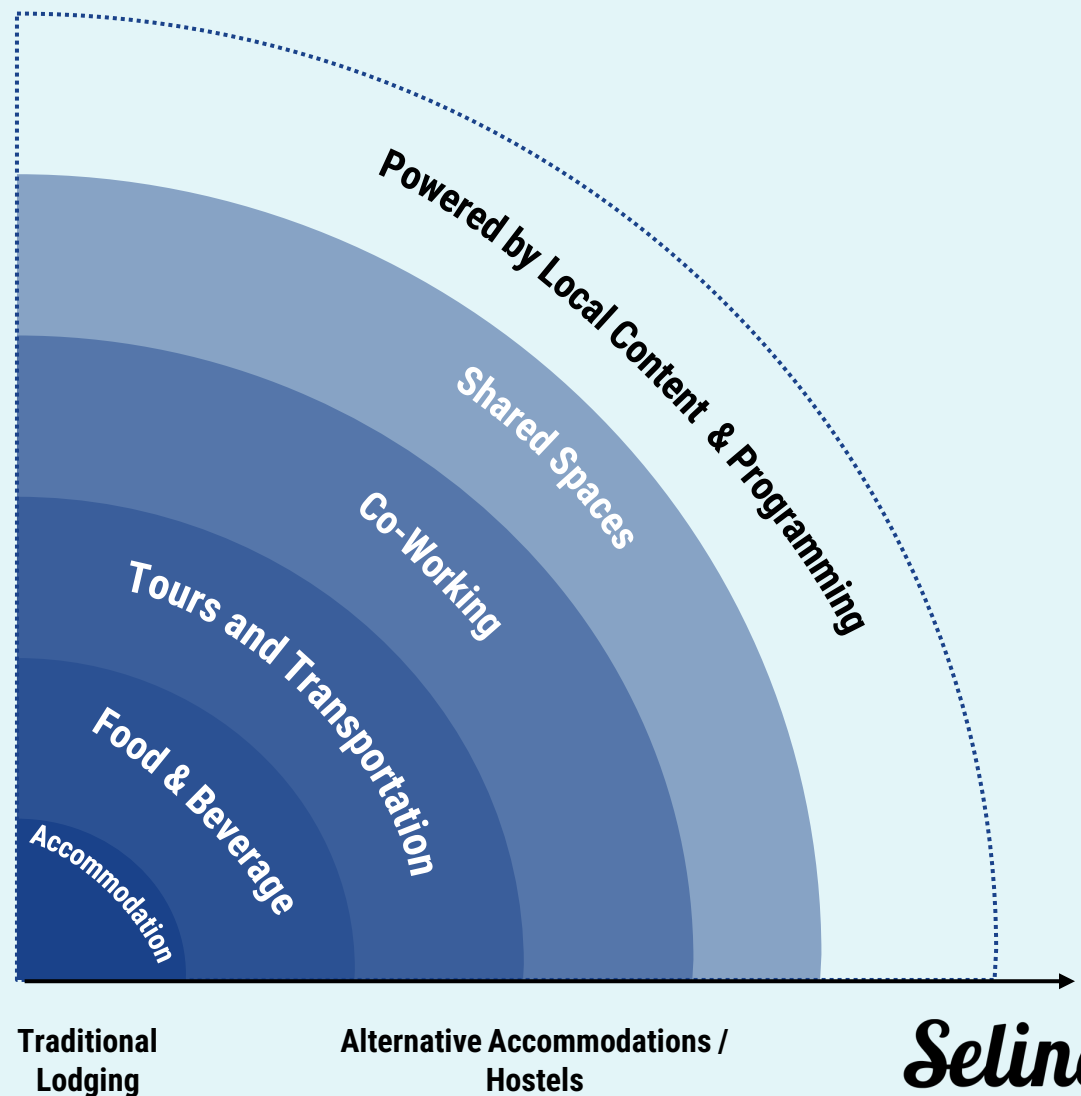 Powered by Local Content & Programming
Shared Spaces
Co-Working
Tours and Transportation
Food & Beverage
Accommodation
Traditional
Lodging
Alternative Accommodations /
Hostels